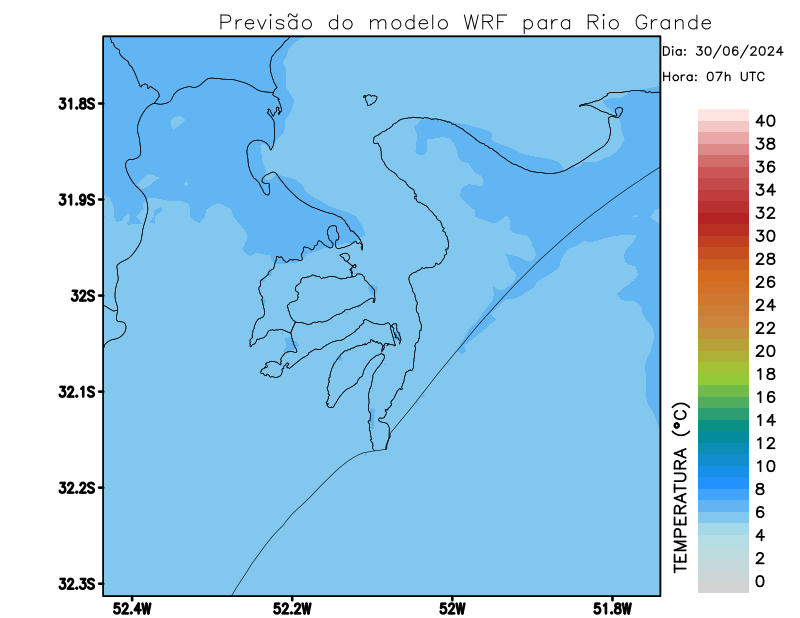 Previsão do modelo WRF para Rio Grande
Dia: 30/06/2024
Hora: 07h UTC
31.8S
31.9S
32S
32.1S
32.2S
32.3S
52.4W
52.2W
52W
51.8W
TEMPERATURA (°C)
40
38
36
34
32
30
28
26
24
22
20
18
16
14
12
10
8
6
4
2
0